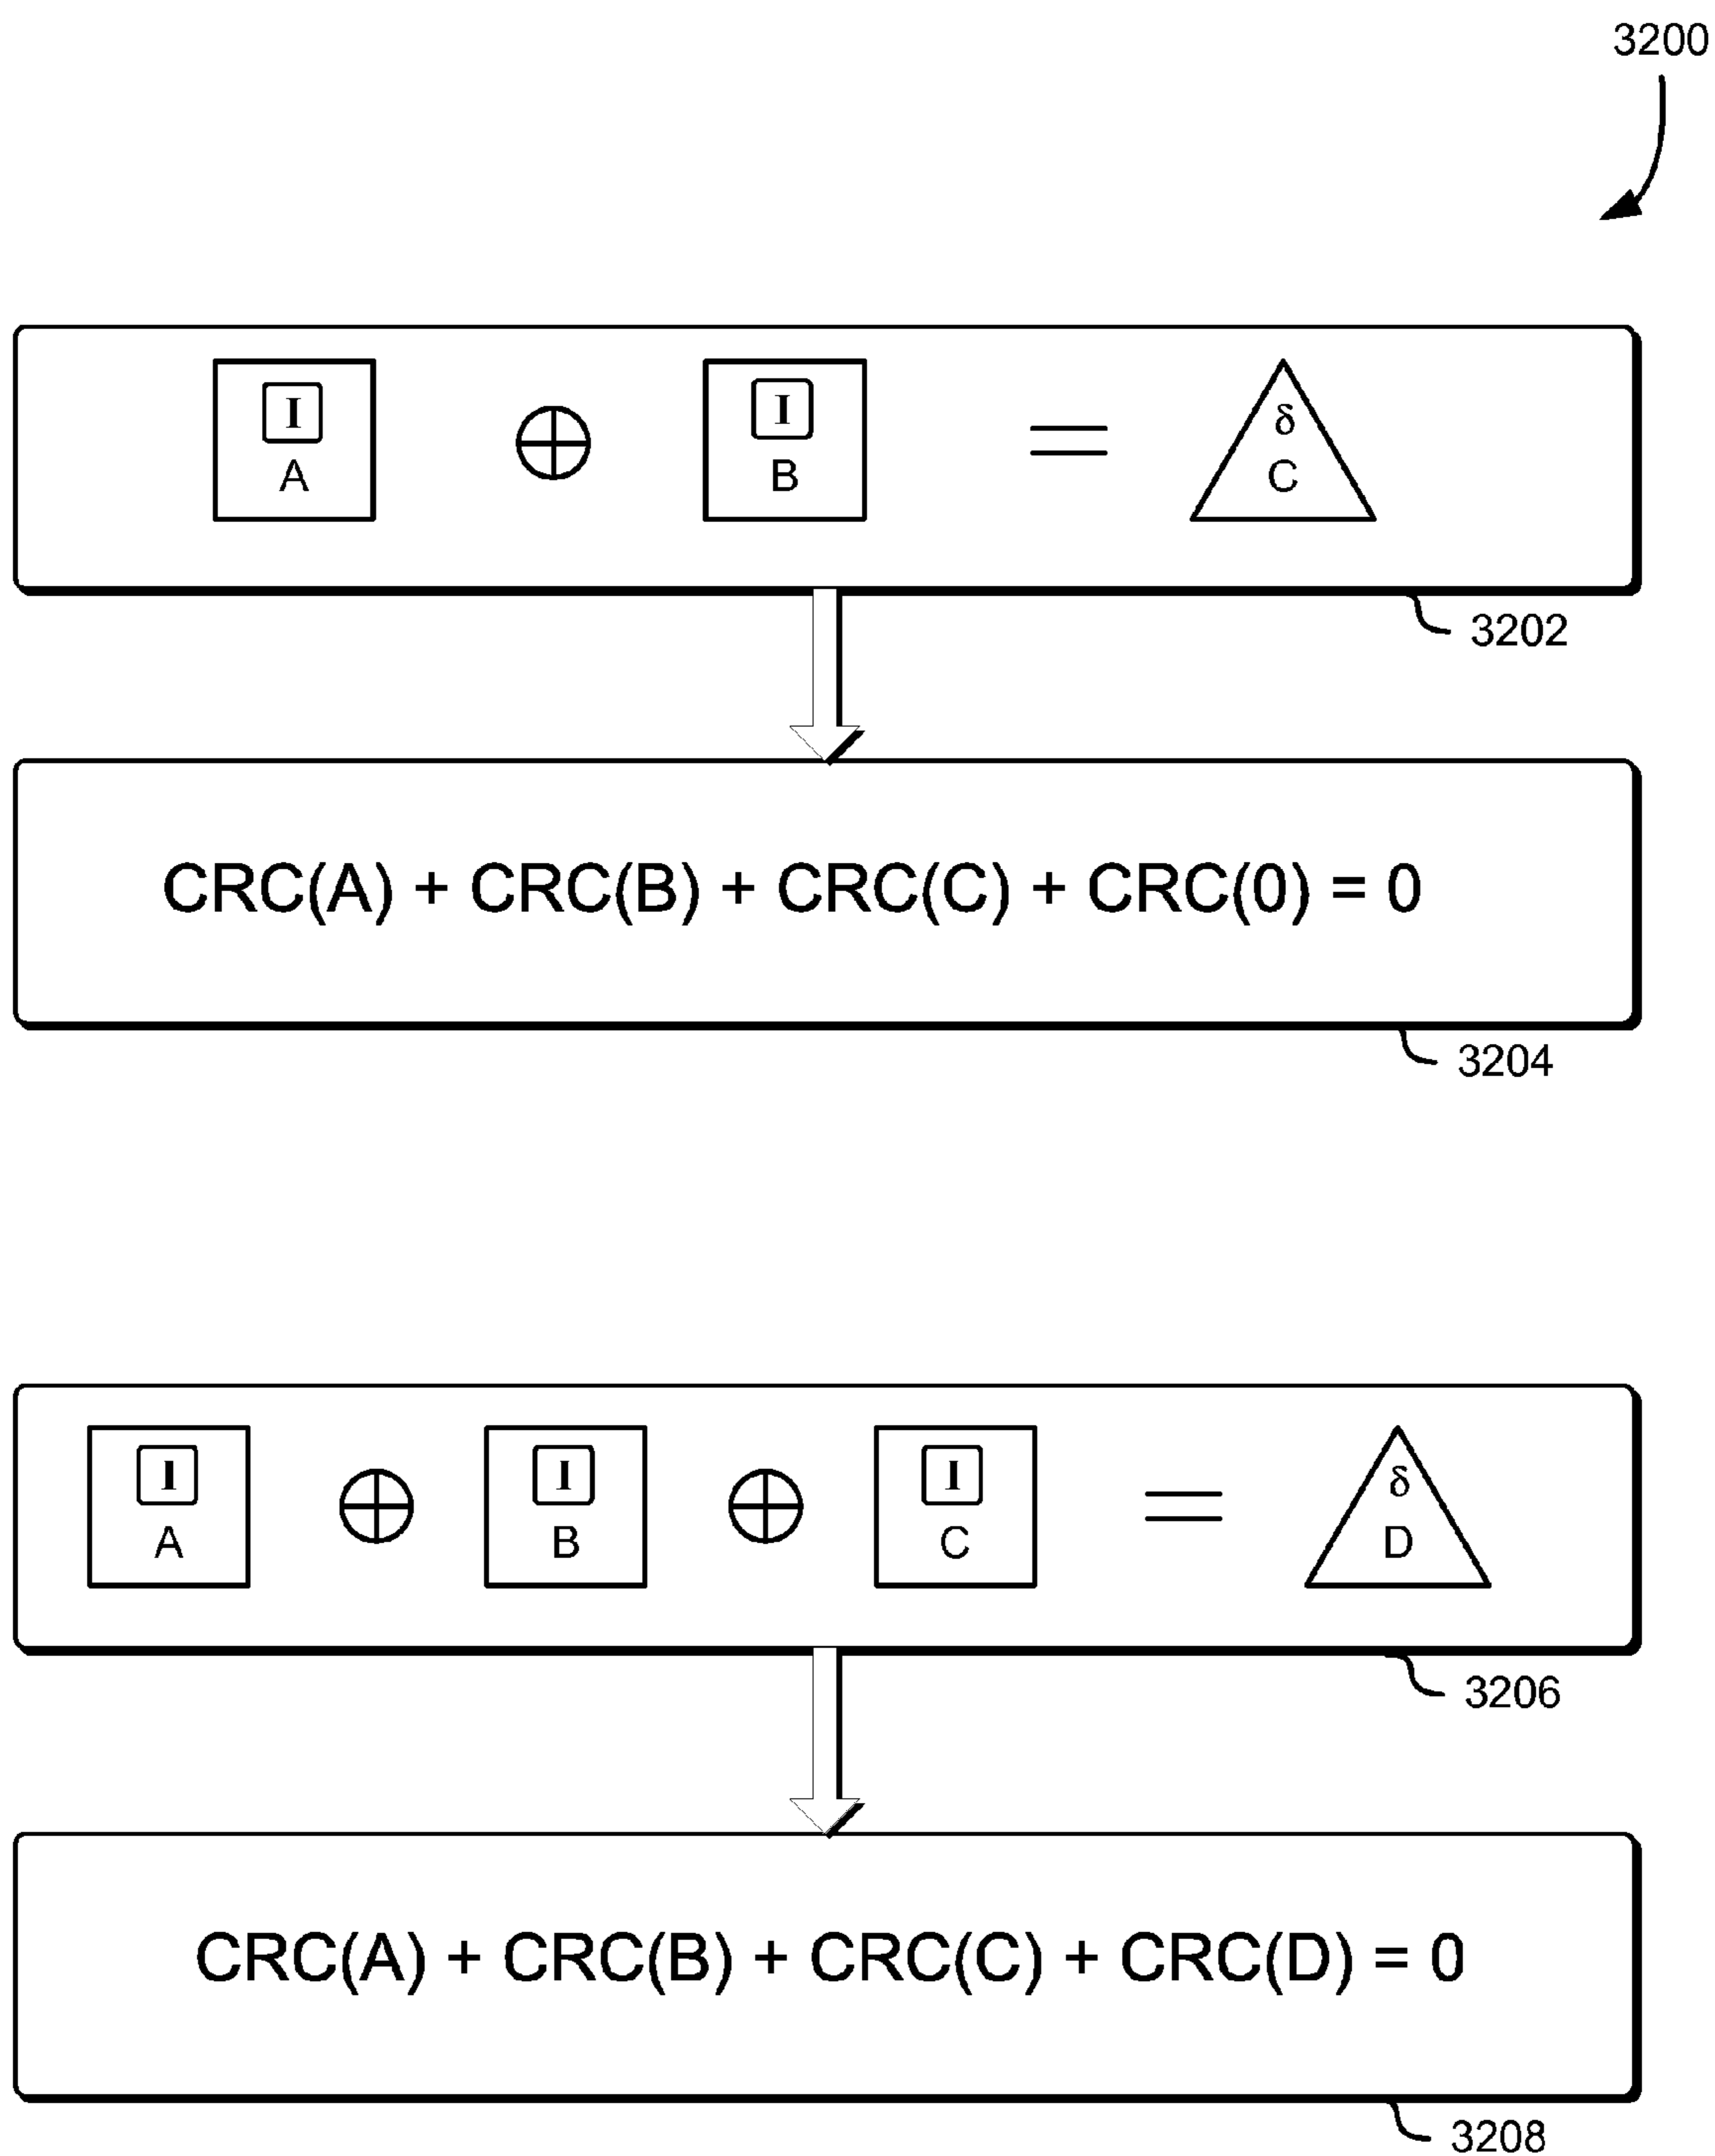 3200
I ⊕ I = δ
A B C
3202
CRC(A) + CRC(B) + CRC(C) + CRC(0) = 0
3204
I ⊕ I ⊕ I = δ
A B C D
3206
CRC(A) + CRC(B) + CRC(C) + CRC(D) = 0
3208